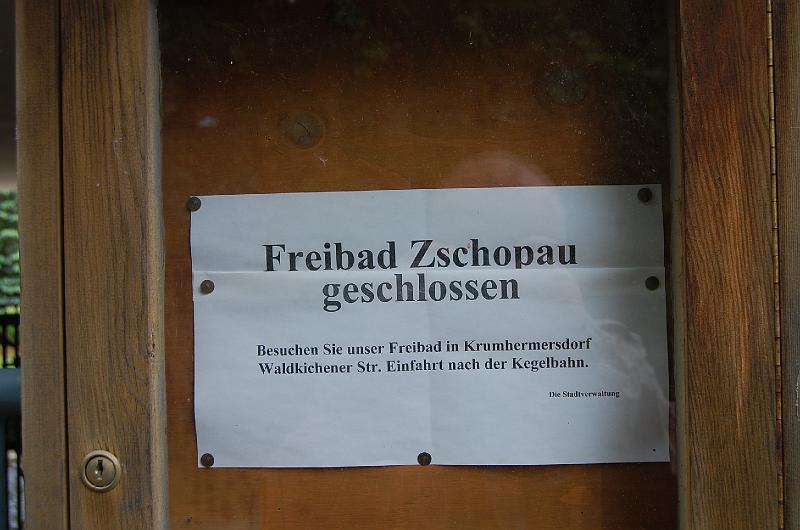 Freibad Zschopau
geschlossen
Besuchen Sie unser Freibad in Krumhermersdorf
Waldkichener Str. Einfahrt nach der Kegelbahn.
Die Stadtverwaltung